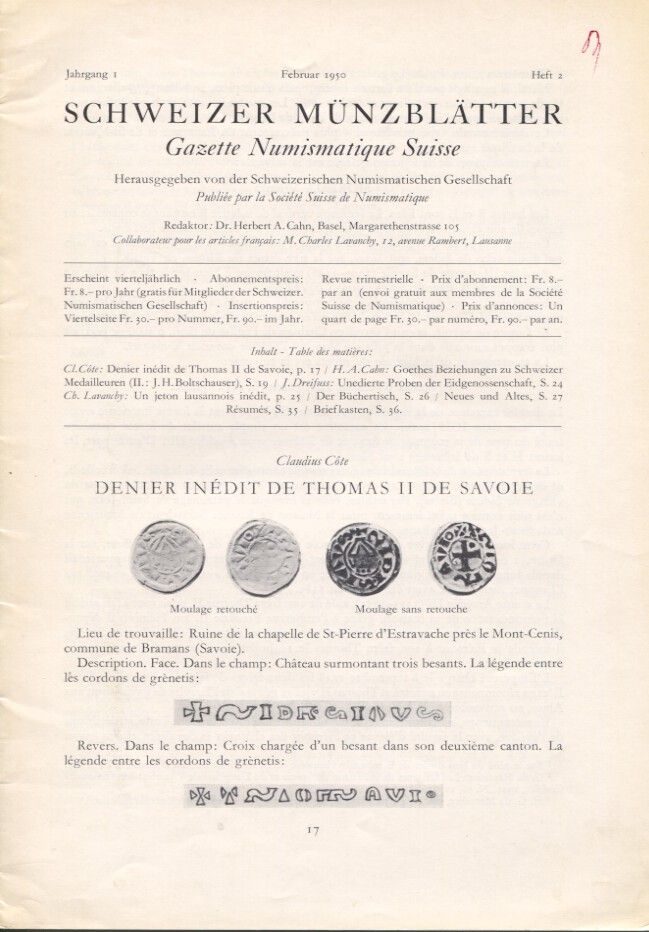 Jahrgang 1 Februar 1950 Heft 2
SCHWEIZER MÜNZBLÄTTER
Gazette Numismatique Suisse
Herausgegeben von der Schweizerischen Numismatischen Gesellschaft
Publiée par la Société Suisse de Numismatique
Redaktor: Dr. Herbert A. Cahn, Basel, Margarethenstrasse 105
Collaborateur pour les articles français: M. Charles Lavanchy, 12, avenue Rambert, Lausanne
Erscheint vierteljährlich · Abonnementspreis:
Fr. 8.– pro Jahr (gratis für Mitglieder der Schweizer.
Numismatischen Gesellschaft) · Insertionspreis:
Viertelseite Fr. 30.– pro Nummer, Fr. 90.– im Jahr.
Revue trimestrielle · Prix d'abonnement: Fr. 8.–
par an (envoi gratuit aux membres de la Société
Suisse de Numismatique) · Prix d'annonces: Un
quart de page Fr. 30.– par numéro, Fr. 90.– par an.
Inhalt - Table des matières:
Cl. Côte: Denier inédit de Thomas II de Savoie, p. 17 / H. A. Cahn: Goethes Beziehungen zu Schweizer
Medailleuren (II.: J. H. Boltschauser), S. 19 / J. Dreifuss: Unedierte Proben der Eidgenossenschaft, S. 24
Ch. Lavanchy: Un jeton lausannois inédit, p. 25 / Der Büchertisch, S. 26 / Neues und Altes, S. 27
Résumés, S. 35 / Briefkasten, S. 36.
Claudius Côte
DENIER INÉDIT DE THOMAS II DE SAVOIE
Moulage retouché Moulage sans retouche
Lieu de trouvaille: Ruine de la chapelle de St-Pierre d'Estravache près le Mont-Cenis,
commune de Bramans (Savoie).
Description. Face. Dans le champ: Château surmontant trois besants. La légende entre
lès cordons de grènetis:
Revers. Dans le champ: Croix chargée d'un besant dans son deuxième canton. La
légende entre les cordons de grènetis:
17